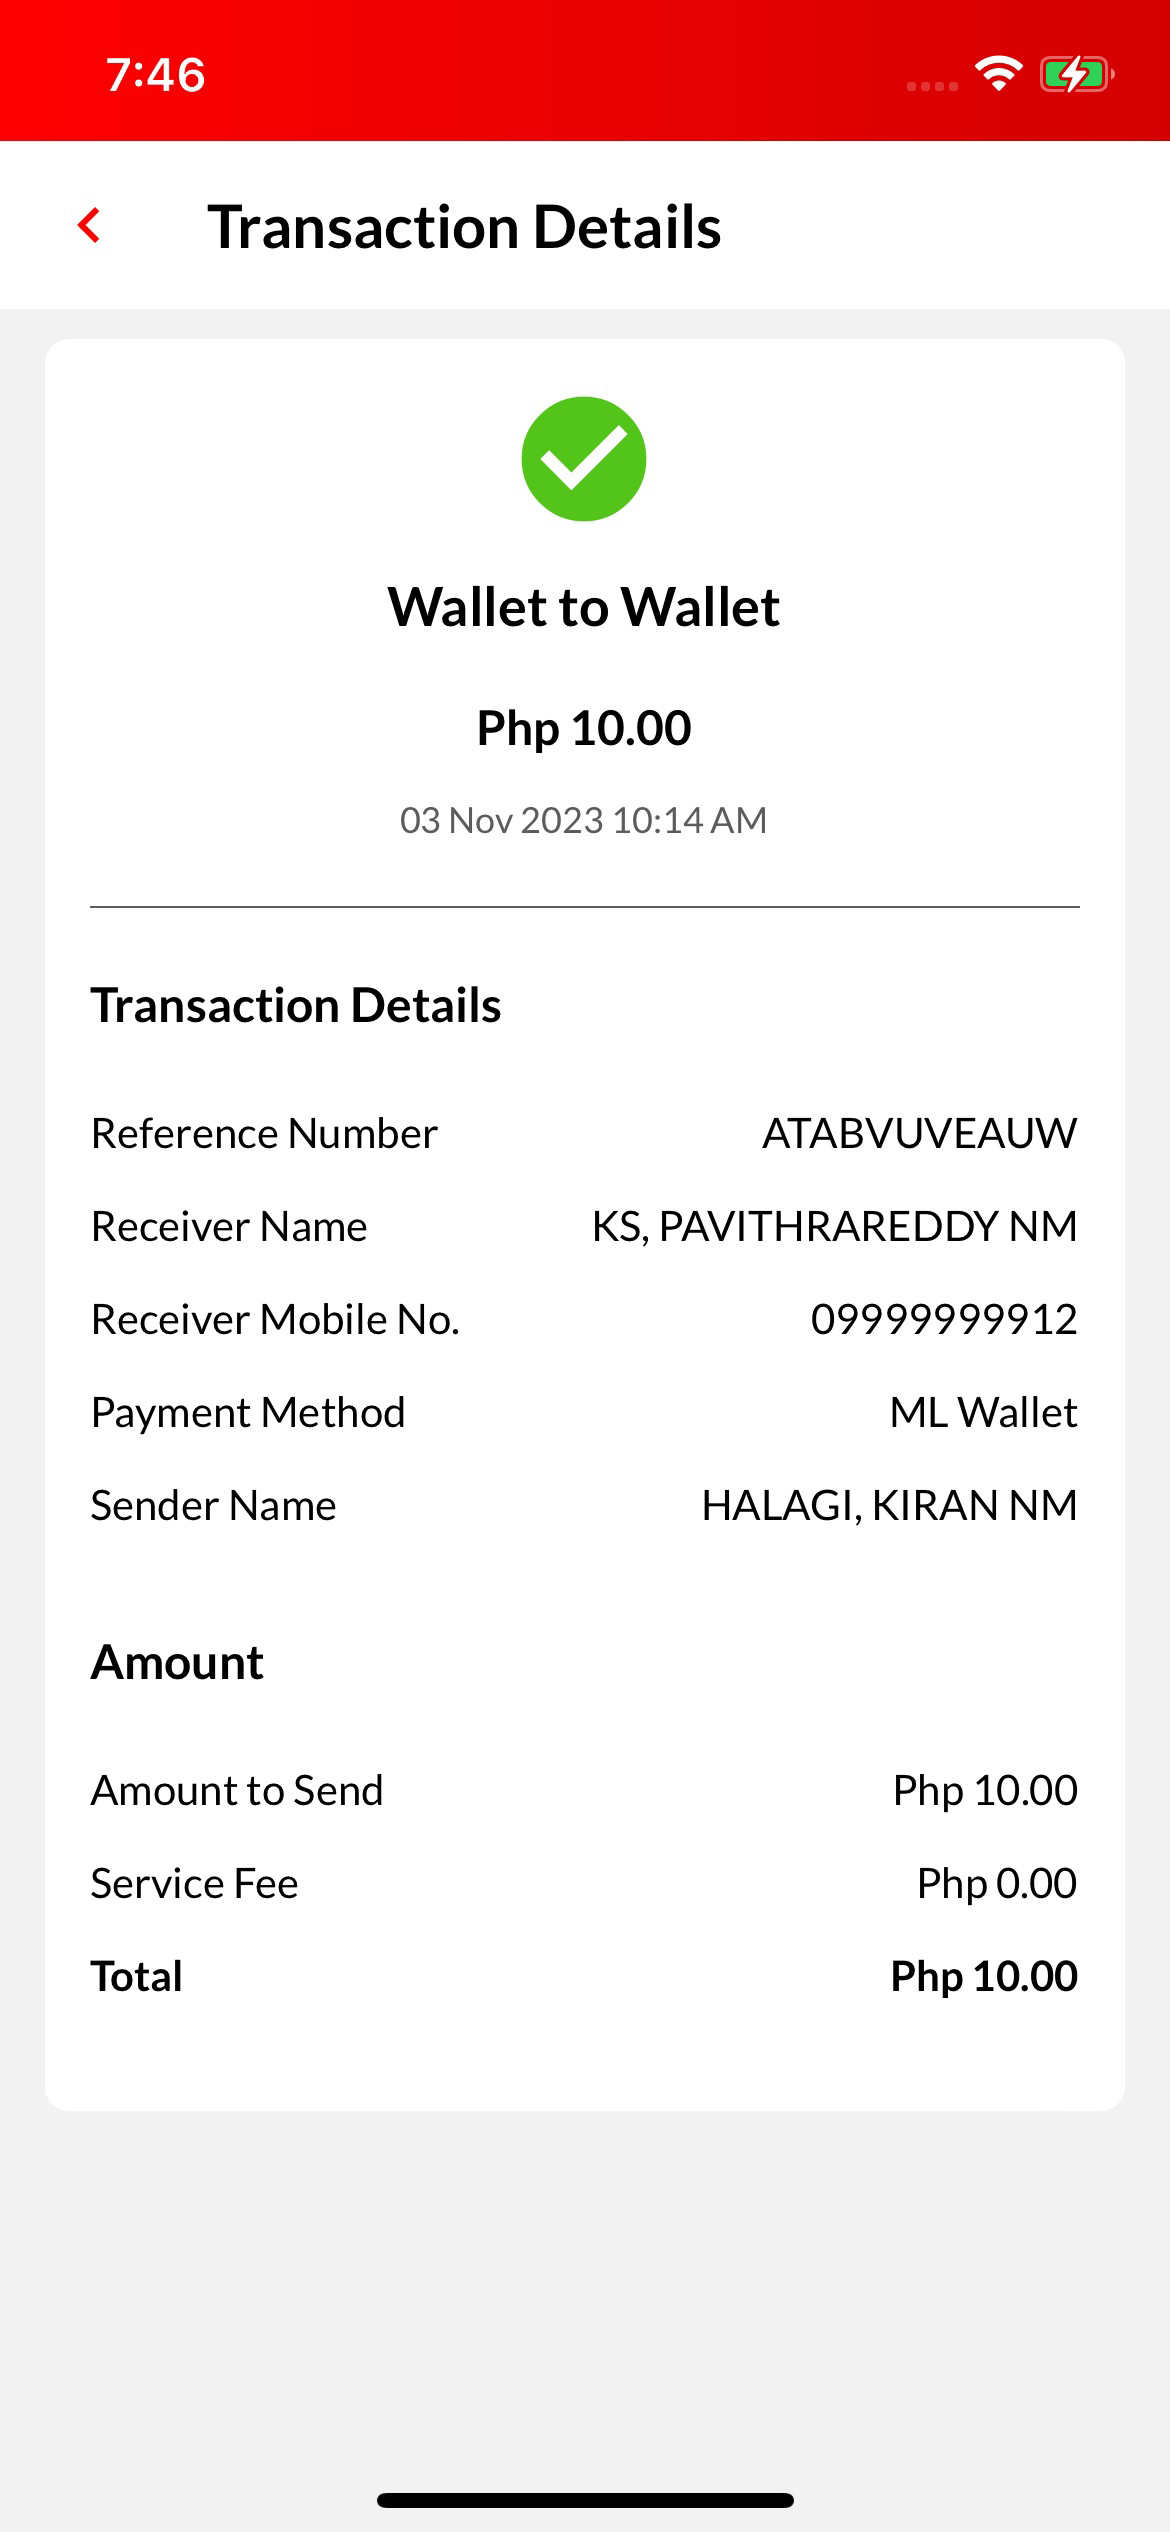 7:46
Transaction Details
Wallet to Wallet
Php 10.00
03 Nov 2023 10:14 AM
Transaction Details
Reference Number ATABVUVEAUW
Receiver Name KS, PAVITHRAREDDY NM
Receiver Mobile No. 09999999912
Payment Method ML Wallet
Sender Name HALAGI, KIRAN NM
Amount
Amount to Send Php 10.00
Service Fee Php 0.00
Total Php 10.00